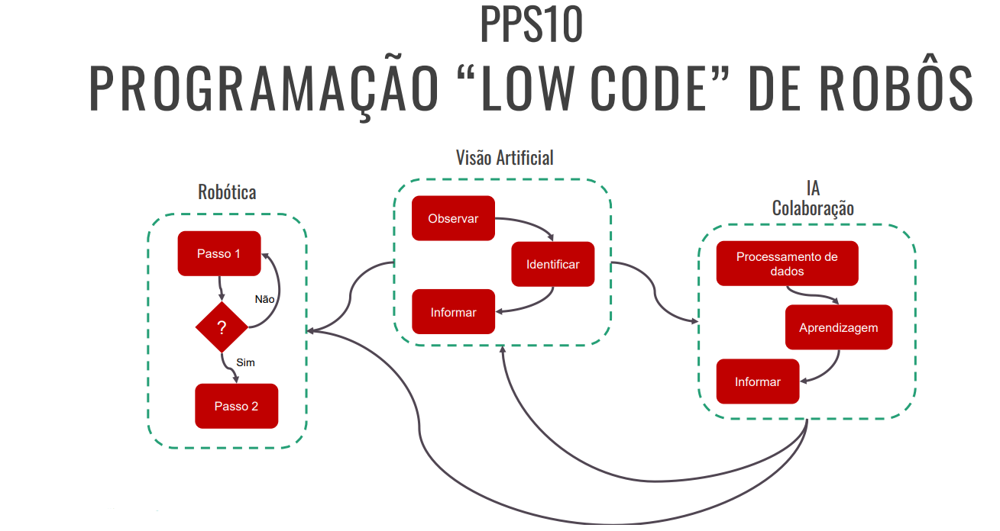 PPS10
PROGRAMAÇÃO “LOW CODE” DE ROBÔS
Robótica
Passo 1
Não
?
Sim
Passo 2
Visão Artificial
Observar
Identificar
Informar
IA
Colaboração
Processamento de
dados
Aprendizagem
Informar